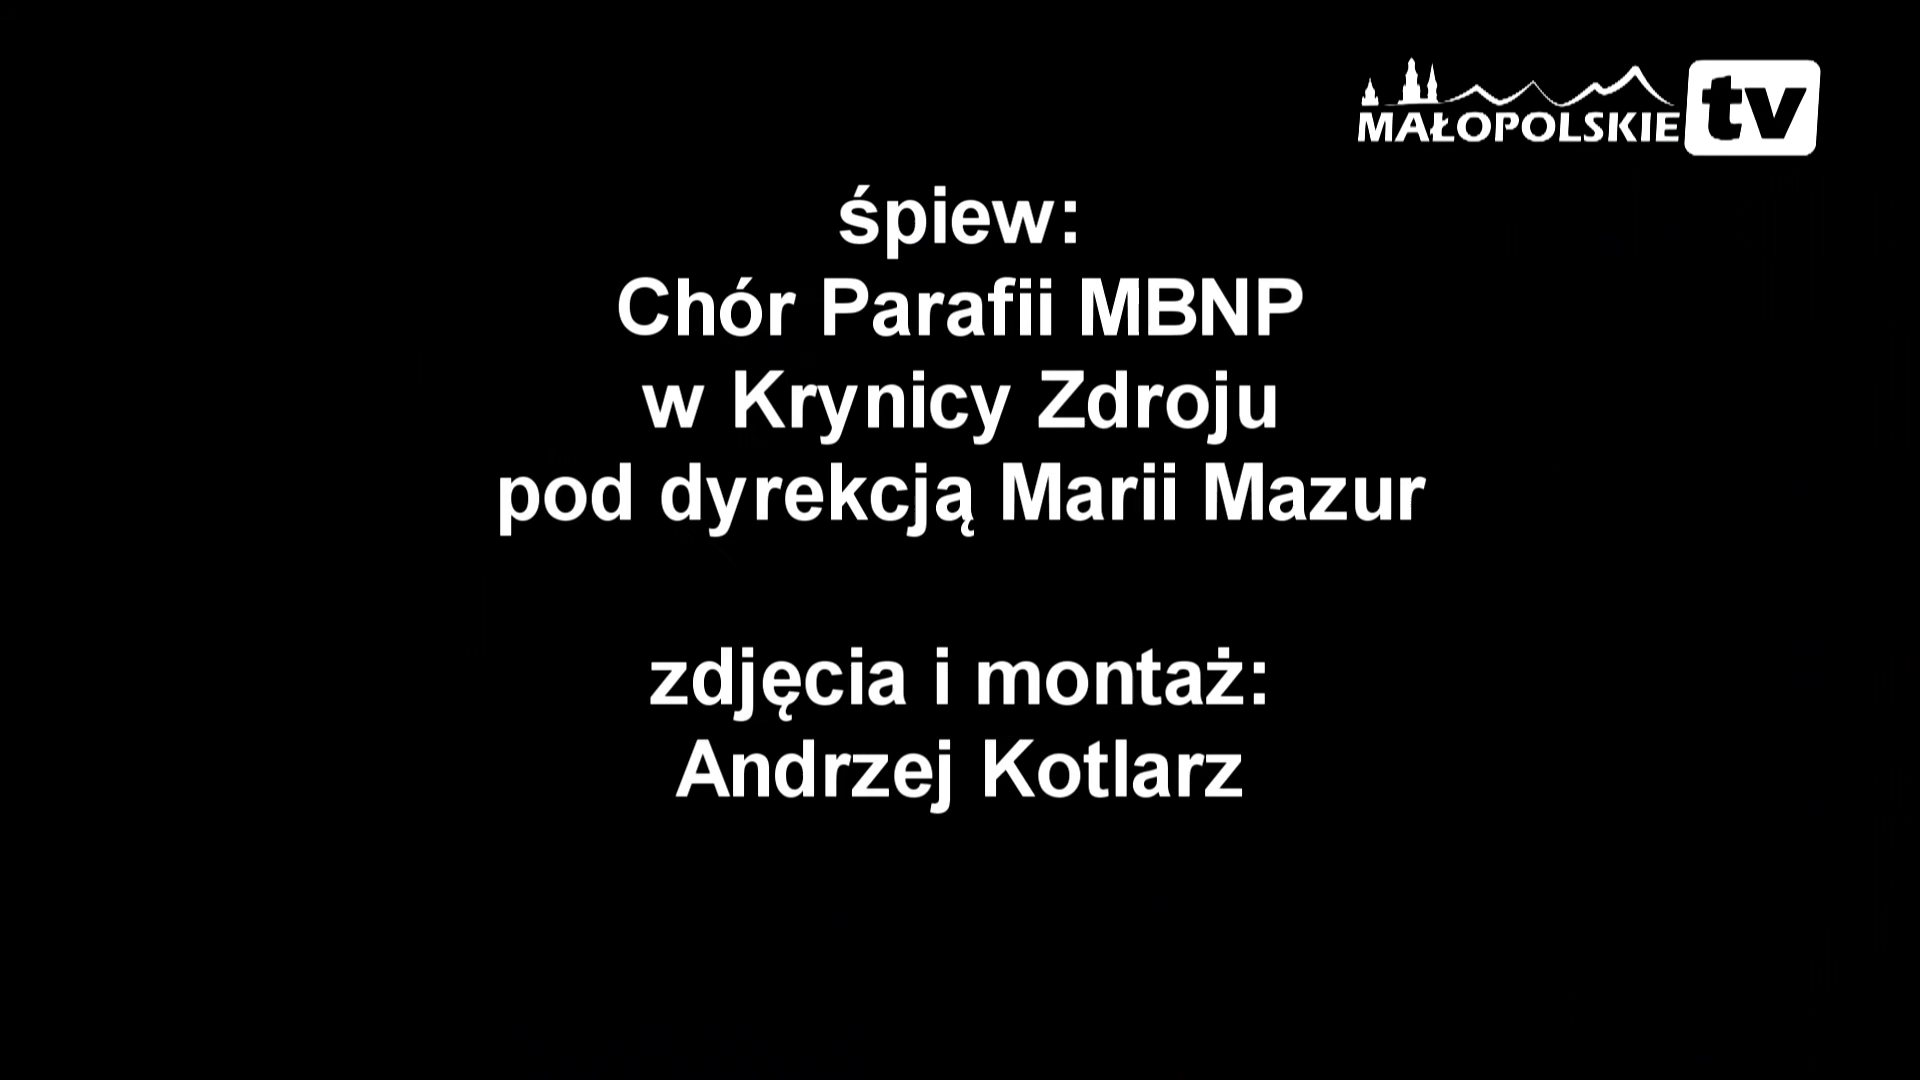 MAŁOPOLSKIE tv
śpiew:
Chór Parafii MBNP
w Krynicy Zdroju
pod dyrekcją Marii Mazur
zdjęcia i montaż:
Andrzej Kotlarz